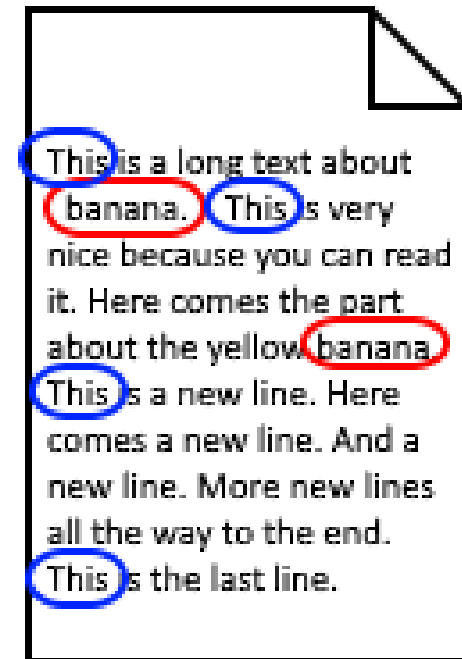 This is a long text about
banana. This is very
nice because you can read
it. Here comes the part
about the yellow banana.
This is a new line. Here
comes a new line. And a
new line. More new lines
all the way to the end.
This is the last line.